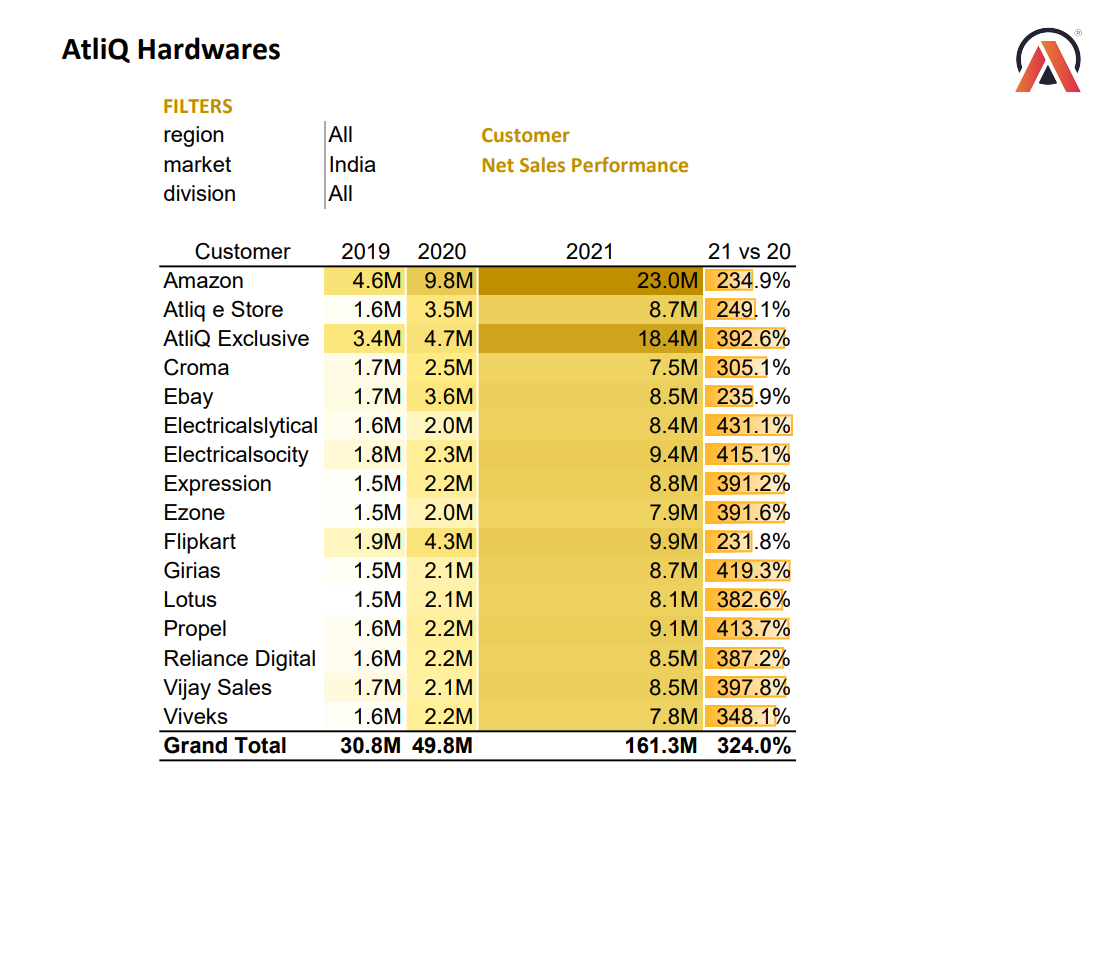 AtliQ Hardwares
®
FILTERS
region All Customer
market India Net Sales Performance
division All
Customer 2019 2020 2021 21 vs 20
Amazon 4.6M 9.8M 23.0M 234.9%
Atliq e Store 1.6M 3.5M 8.7M 249.1%
AtliQ Exclusive 3.4M 4.7M 18.4M 392.6%
Croma 1.7M 2.5M 7.5M 305.1%
Ebay 1.7M 3.6M 8.5M 235.9%
Electricalslytical 1.6M 2.0M 8.4M 431.1%
Electricalsocity 1.8M 2.3M 9.4M 415.1%
Expression 1.5M 2.2M 8.8M 391.2%
Ezone 1.5M 2.0M 7.9M 391.6%
Flipkart 1.9M 4.3M 9.9M 231.8%
Girias 1.5M 2.1M 8.7M 419.3%
Lotus 1.5M 2.1M 8.1M 382.6%
Propel 1.6M 2.2M 9.1M 413.7%
Reliance Digital 1.6M 2.2M 8.5M 387.2%
Vijay Sales 1.7M 2.1M 8.5M 397.8%
Viveks 1.6M 2.2M 7.8M 348.1%
Grand Total 30.8M 49.8M 161.3M 324.0%